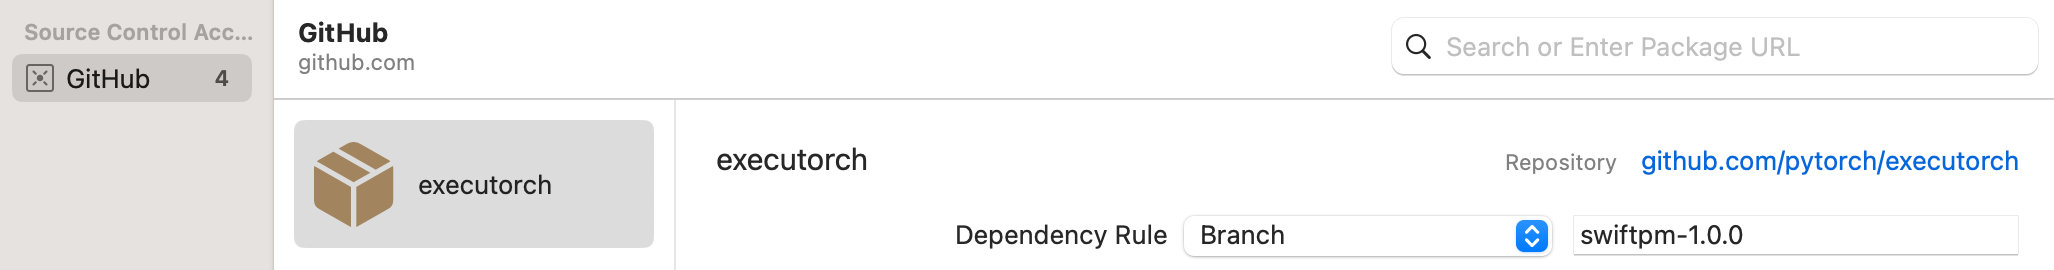 Source Control Acc...
GitHub 4
GitHub
github.com
Search or Enter Package URL
executorch
executorch
Repository github.com/pytorch/executorch
Dependency Rule Branch swiftpm-1.0.0